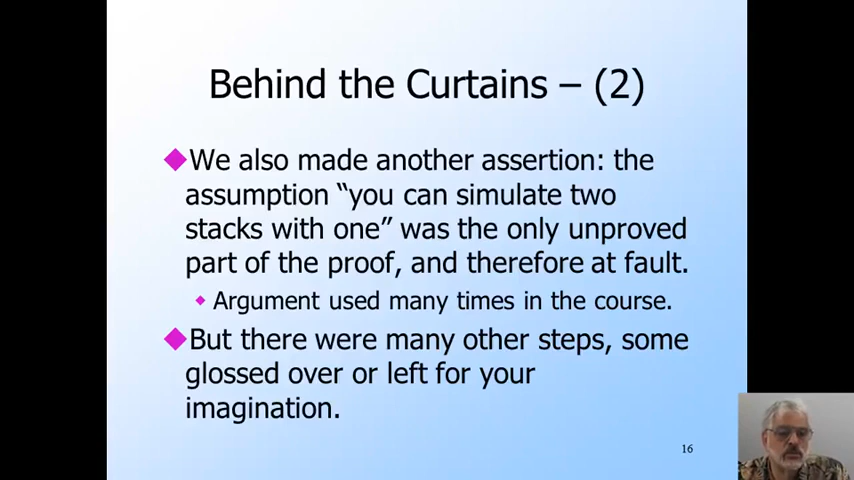 Behind the Curtains – (2)
We also made another assertion: the
assumption “you can simulate two
stacks with one” was the only unproved
part of the proof, and therefore at fault.
Argument used many times in the course.
But there were many other steps, some
glossed over or left for your
imagination.
16